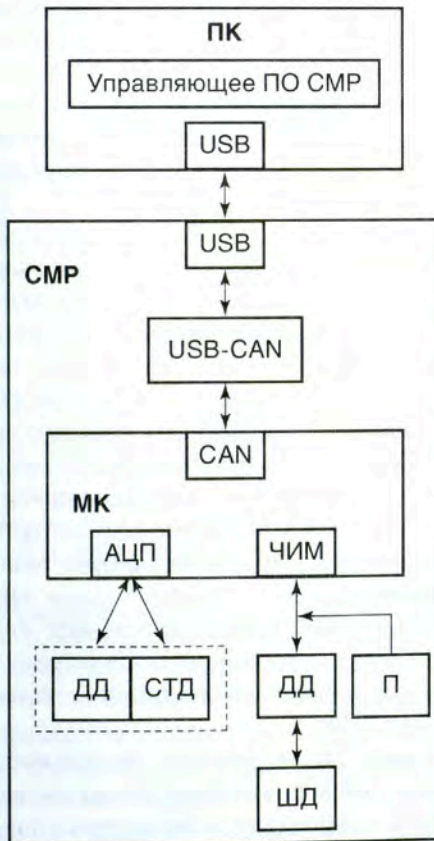 ПК
Управляющее ПО СМР
USB
USB
СМР
USB-CAN
CAN
МК
АЦП ЧИМ
ДД СТД ДД П
ШД